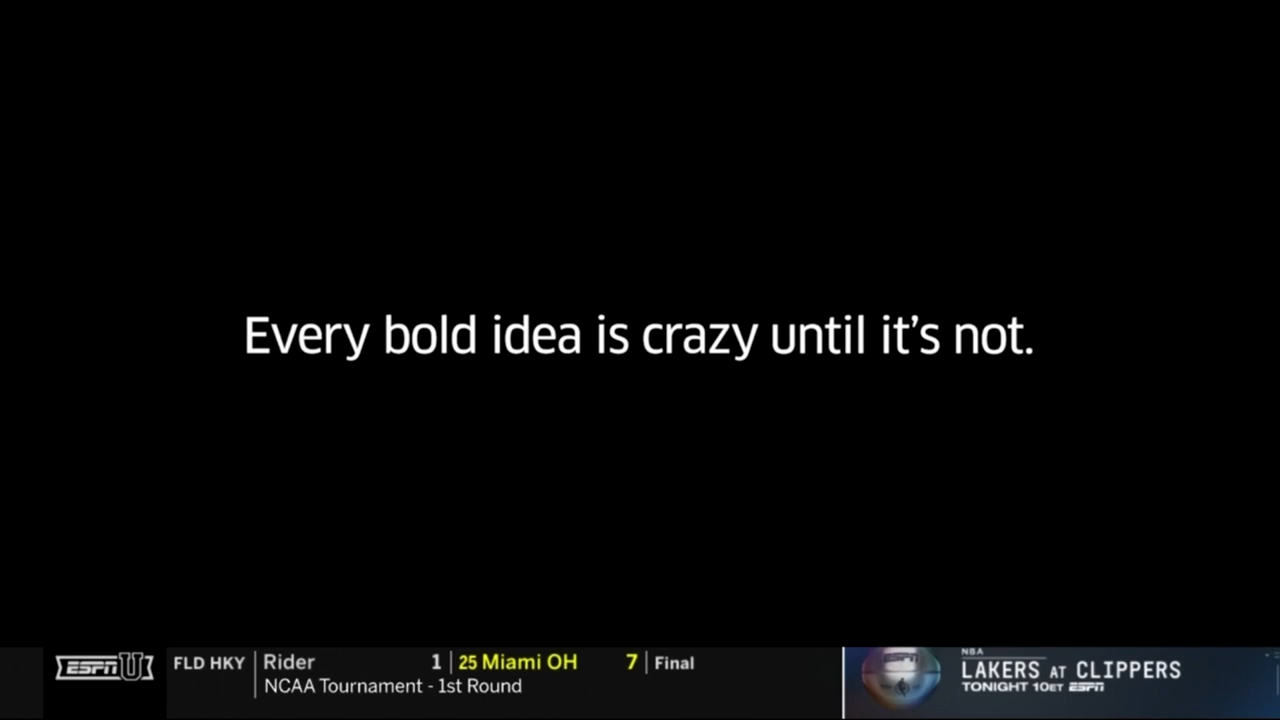 Every bold idea is crazy until it's not.
ESPNU
FLD HKY
Rider 1
25 Miami OH 7
Final
NCAA Tournament - 1st Round
ESPN
NBA
LAKERS AT CLIPPERS
TONIGHT 10ET ESPN